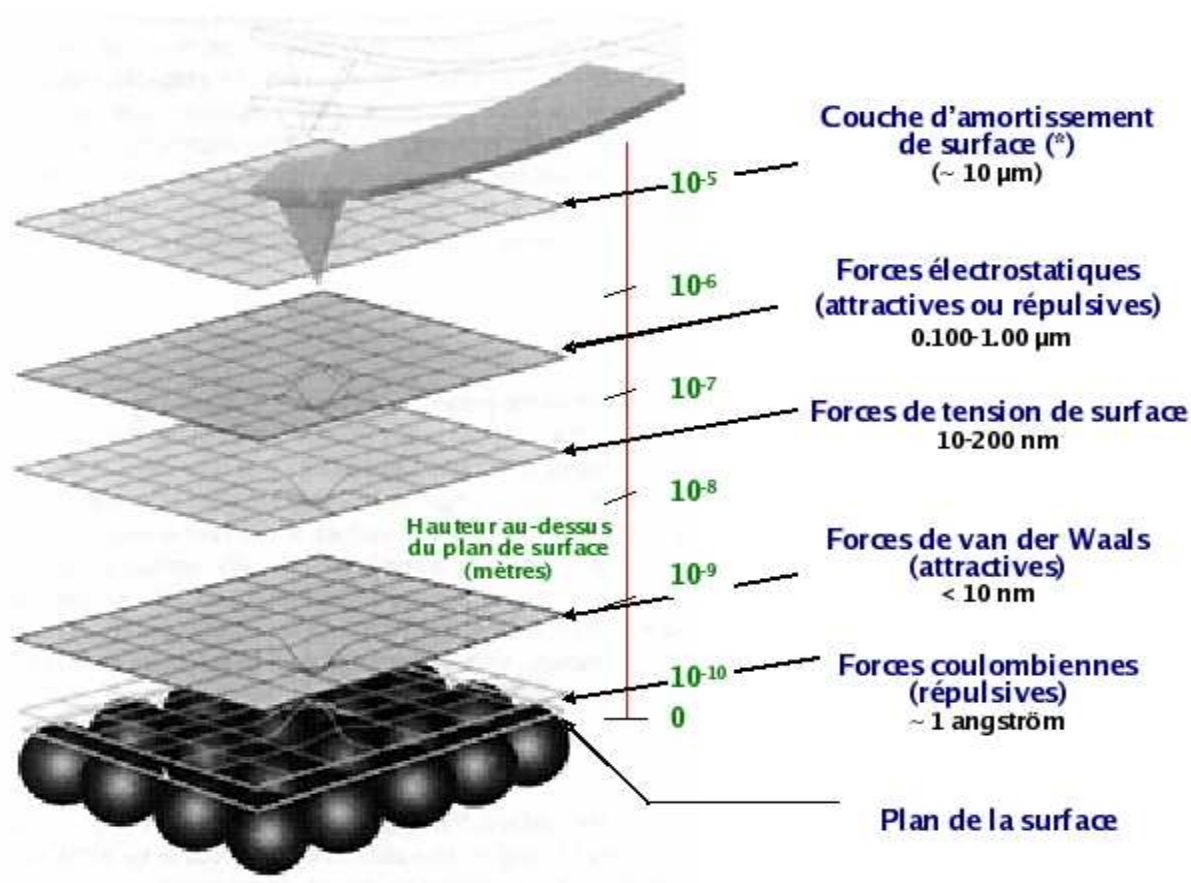 Couche d'amortissement
de surface (*)
(~ 10 µm)
10-5
Forces électrostatiques
(attractives ou répulsives)
0.100-1.00 µm
10-6
10-7
Forces de tension de surface
10-200 nm
10-8
Hauteur au-dessus
du plan de surface
(mètres)
Forces de van der Waals
(attractives)
< 10 nm
10-9
Forces coulombiennes
(répulsives)
~ 1 angström
10-10
0
Plan de la surface